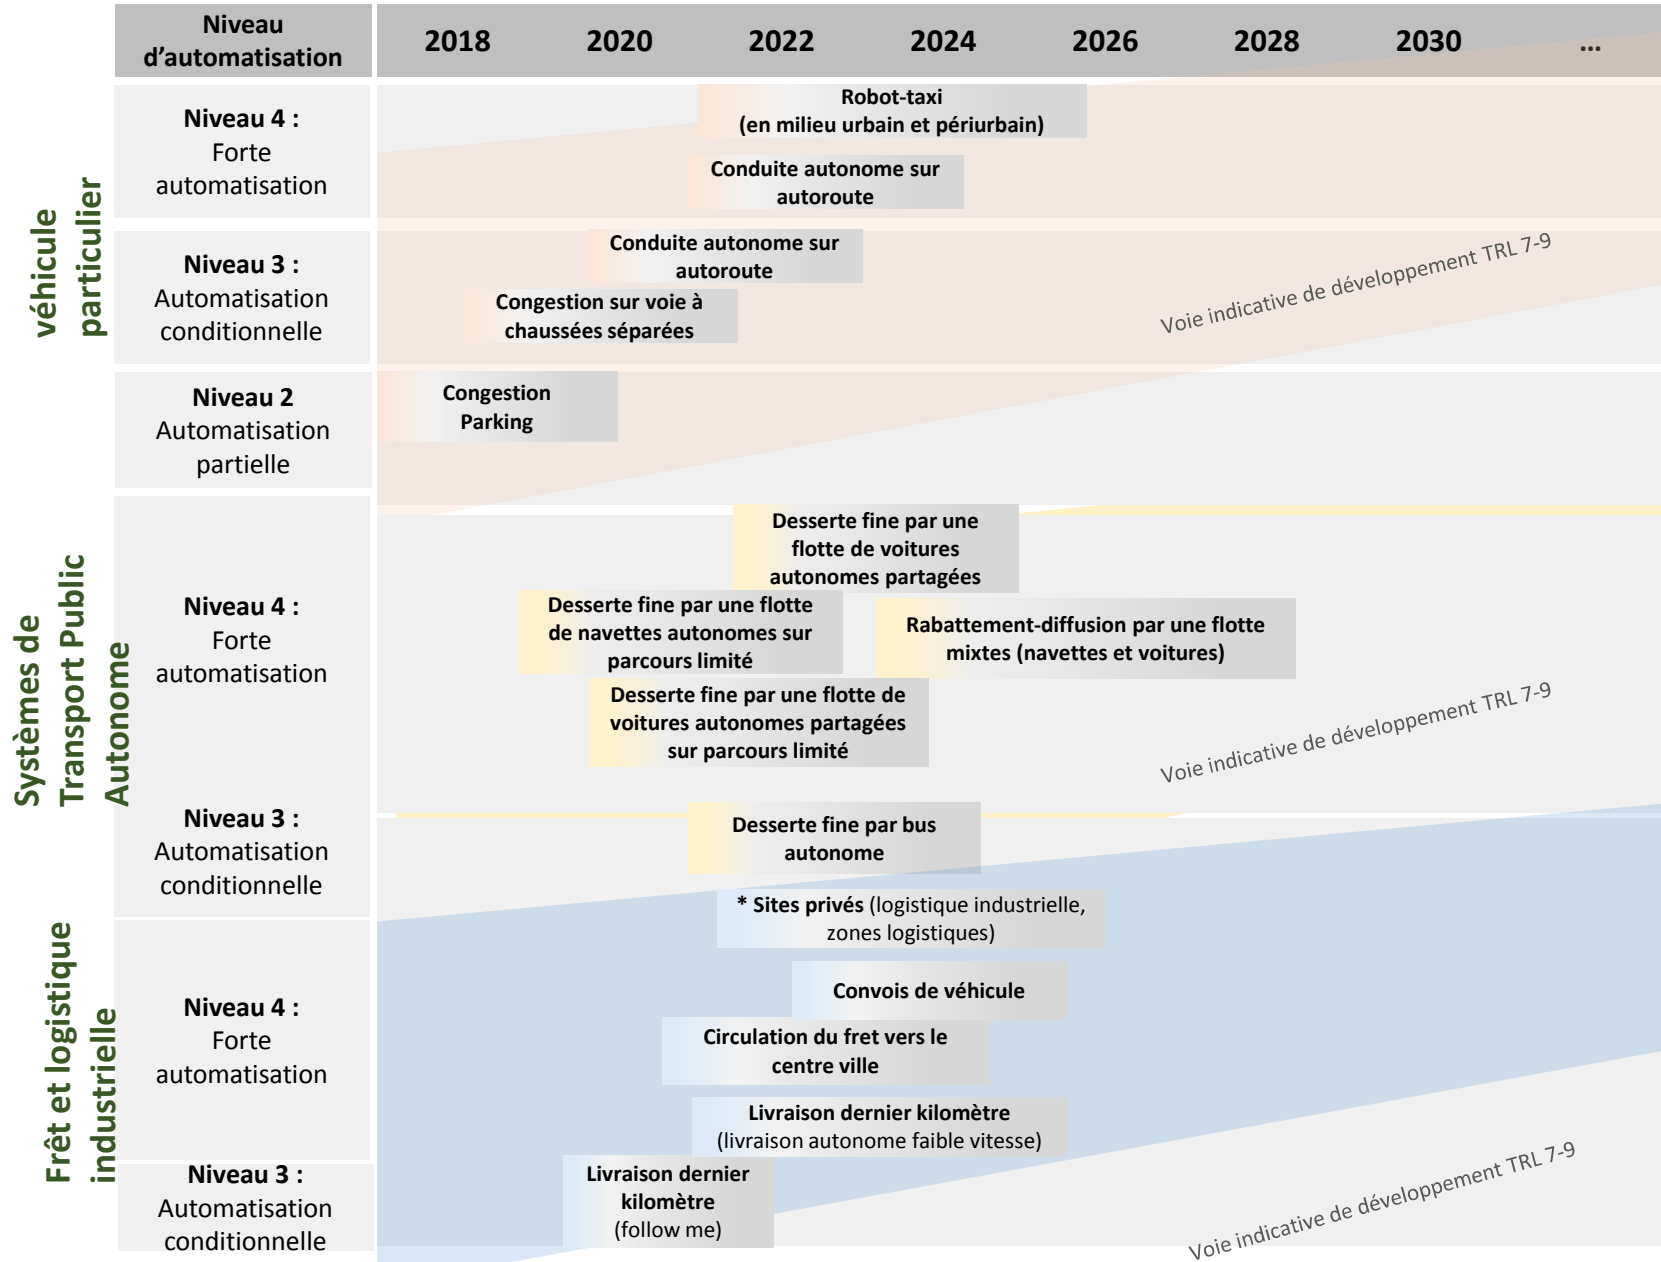 Niveau
d'automatisation
2018
2020
2022
2024
2026
2028
2030
...
véhicule
particulier
Niveau 4 :
Forte
automatisation
Robot-taxi
(en milieu urbain et périurbain)
Conduite autonome sur
autoroute
Niveau 3 :
Automatisation
conditionnelle
Conduite autonome sur
autoroute
Congestion sur voie à
chaussées séparées
Voie indicative de développement TRL 7-9
Niveau 2
Automatisation
partielle
Congestion
Parking
Systèmes de
Transport Public
Autonome
Niveau 4 :
Forte
automatisation
Desserte fine par une
flotte de voitures
autonomes partagées
Desserte fine par une flotte
de navettes autonomes sur
parcours limité
Rabattement-diffusion par une flotte
mixtes (navettes et voitures)
Desserte fine par une flotte de
voitures autonomes partagées
sur parcours limité
Voie indicative de développement TRL 7-9
Niveau 3 :
Automatisation
conditionnelle
Desserte fine par bus
autonome
Frêt et logistique
industrielle
Niveau 4 :
Forte
automatisation
* Sites privés (logistique industrielle,
zones logistiques)
Convois de véhicule
Circulation du fret vers le
centre ville
Livraison dernier kilomètre
(livraison autonome faible vitesse)
Niveau 3 :
Automatisation
conditionnelle
Livraison dernier
kilomètre
(follow me)
Voie indicative de développement TRL 7-9